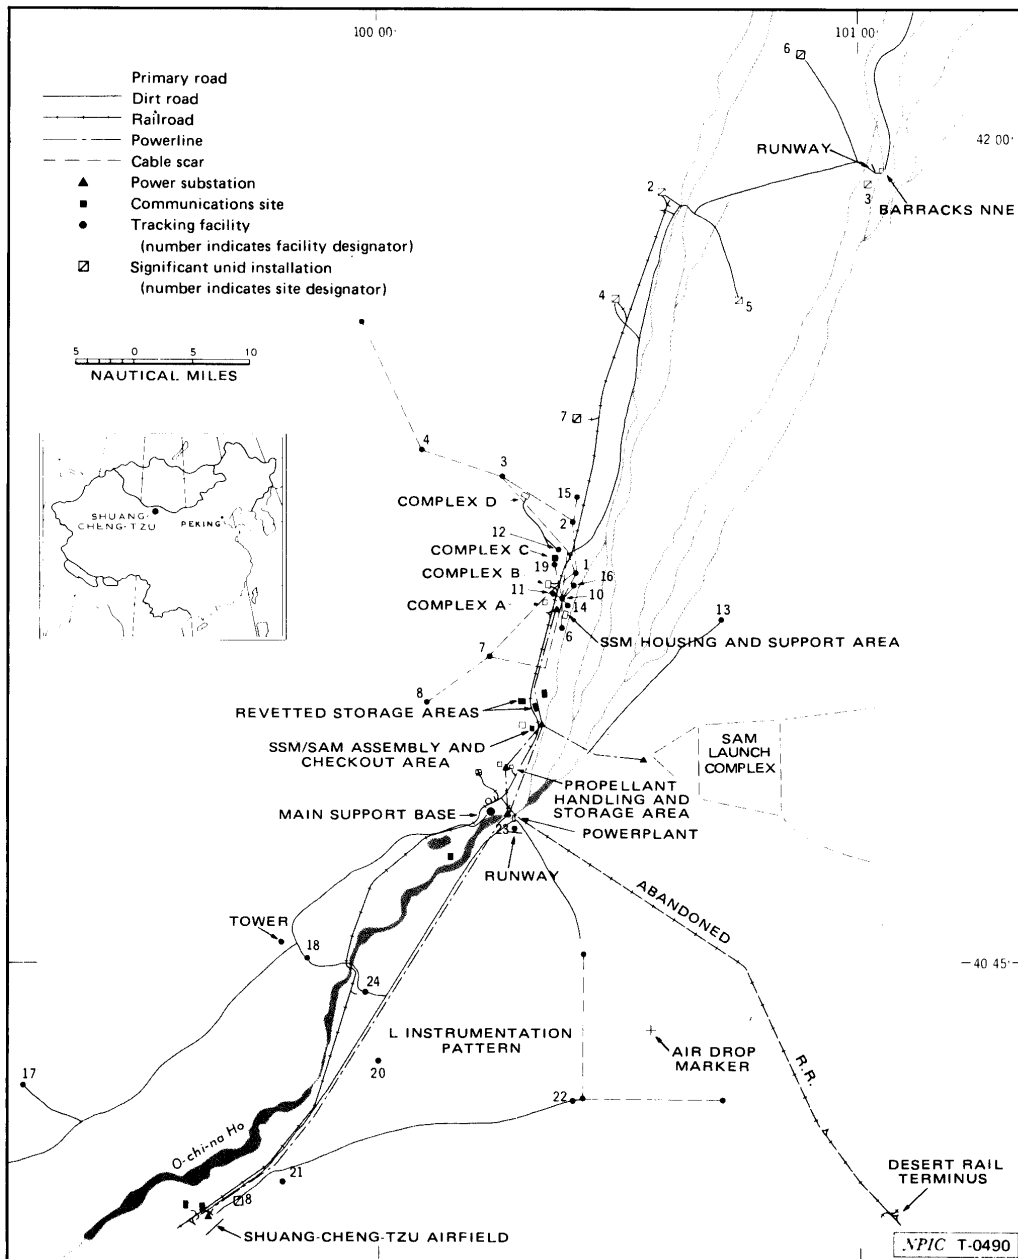 100 00'
101 00'
6
Primary road
Dirt road
Railroad
Powerline
Cable scar
Power substation
Communications site
Tracking facility
(number indicates facility designator)
Significant unid installation
(number indicates site designator)
42 00'
RUNWAY
3
BARRACKS NNE
2
4
5
5 0 5 10
NAUTICAL MILES
7
4
3
SHUANG-
CHENG-TZU
PEKING
COMPLEX D
15
2
12
COMPLEX C
19
1
COMPLEX B
16
11
10
COMPLEX A
14
13
6
SSM HOUSING AND SUPPORT AREA
7
8
REVETTED STORAGE AREAS
SSM/SAM ASSEMBLY AND
CHECKOUT AREA
SAM
LAUNCH
COMPLEX
PROPELLANT
HANDLING AND
STORAGE AREA
MAIN SUPPORT BASE
POWERPLANT
23
RUNWAY
ABANDONED
R.R.
TOWER
18
40 45'
24
L INSTRUMENTATION
PATTERN
AIR DROP
MARKER
20
17
22
O-chi-na Ho
21
8
DESERT RAIL
TERMINUS
SHUANG-CHENG-TZU AIRFIELD
NPIC T-0490